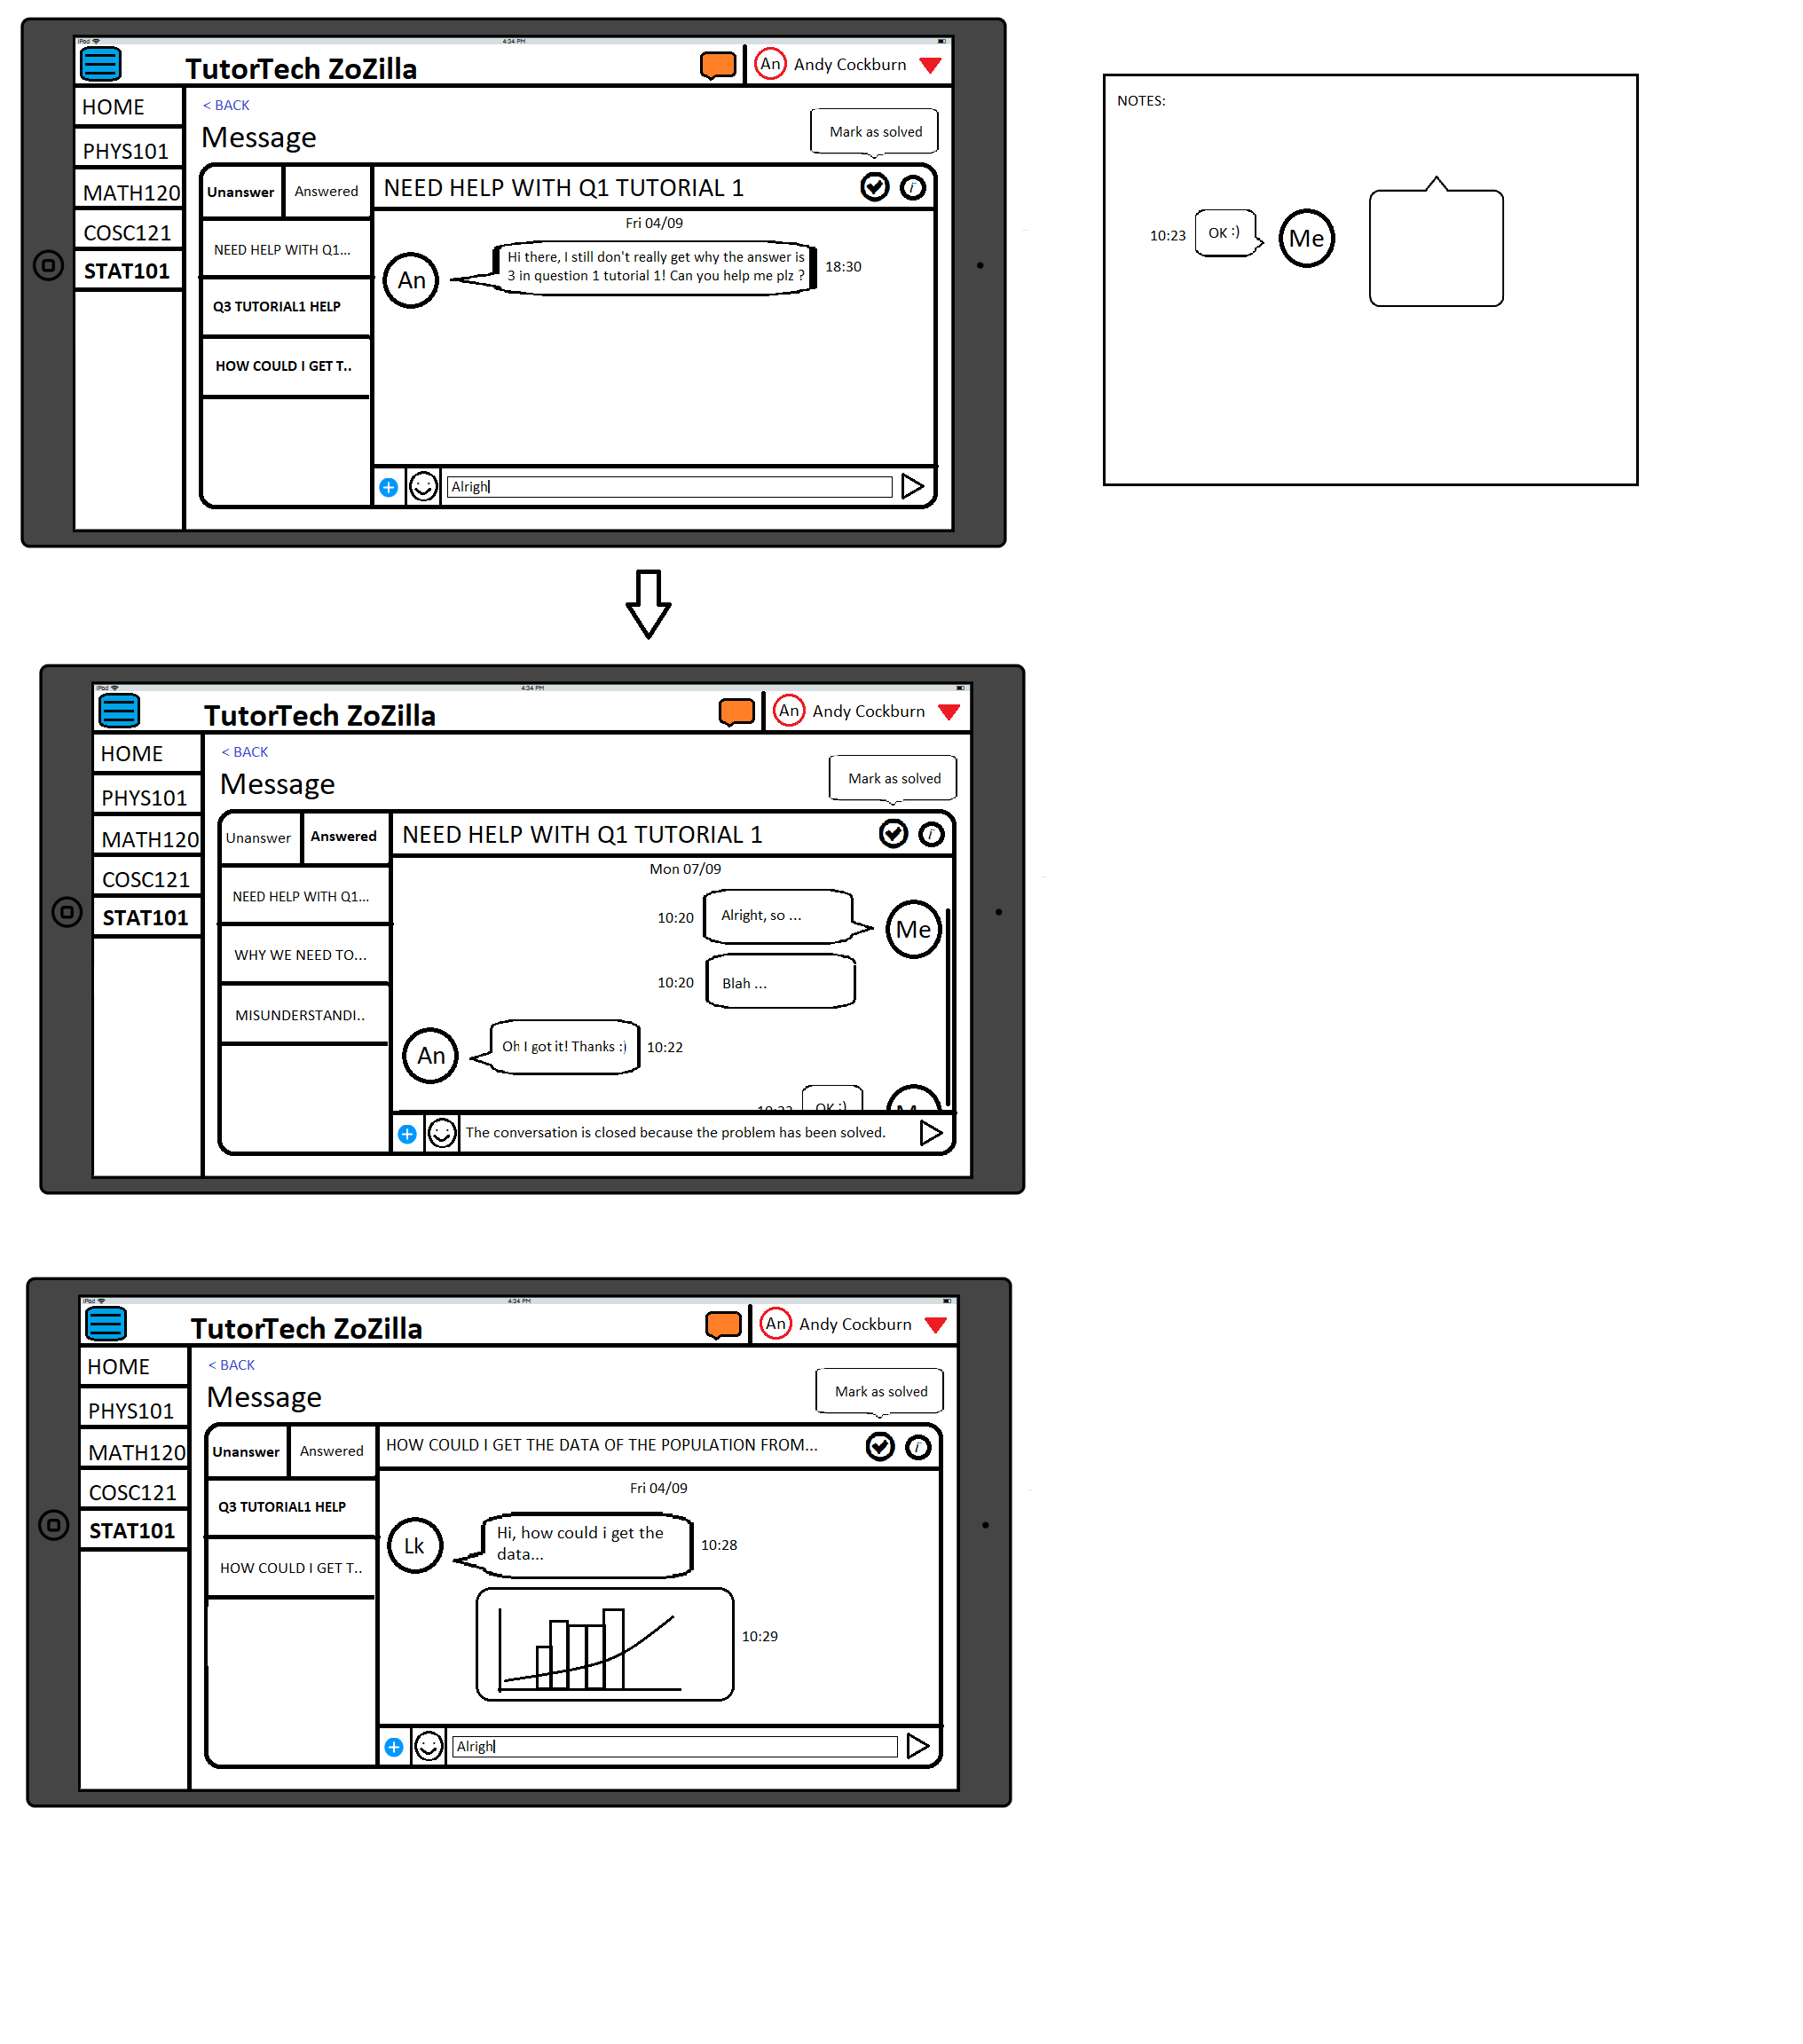 iPad
4:34 PM
TutorTech ZoZilla
An
Andy Cockburn
HOME
PHYS101
MATH120
COSC121
STAT101
< BACK
Message
Mark as solved
Unanswer
Answered
NEED HELP WITH Q1 TUTORIAL 1
NEED HELP WITH Q1...
Q3 TUTORIAL1 HELP
HOW COULD I GET T..
Fri 04/09
An
Hi there, I still don't really get why the answer is
3 in question 1 tutorial 1! Can you help me plz ?
18:30
Alrigh
NOTES:
10:23
OK :)
Me
iPad
4:34 PM
TutorTech ZoZilla
An
Andy Cockburn
HOME
PHYS101
MATH120
COSC121
STAT101
< BACK
Message
Mark as solved
Unanswer
Answered
NEED HELP WITH Q1 TUTORIAL 1
NEED HELP WITH Q1...
WHY WE NEED TO...
MISUNDERSTANDI..
Mon 07/09
10:20
Alright, so ...
Me
10:20
Blah ...
An
Oh I got it! Thanks :)
10:22
10:23
OK :)
Me
The conversation is closed because the problem has been solved.
iPad
4:34 PM
TutorTech ZoZilla
An
Andy Cockburn
HOME
PHYS101
MATH120
COSC121
STAT101
< BACK
Message
Mark as solved
Unanswer
Answered
HOW COULD I GET THE DATA OF THE POPULATION FROM...
Q3 TUTORIAL1 HELP
HOW COULD I GET T..
Fri 04/09
Lk
Hi, how could i get the
data...
10:28
10:29
Alrigh